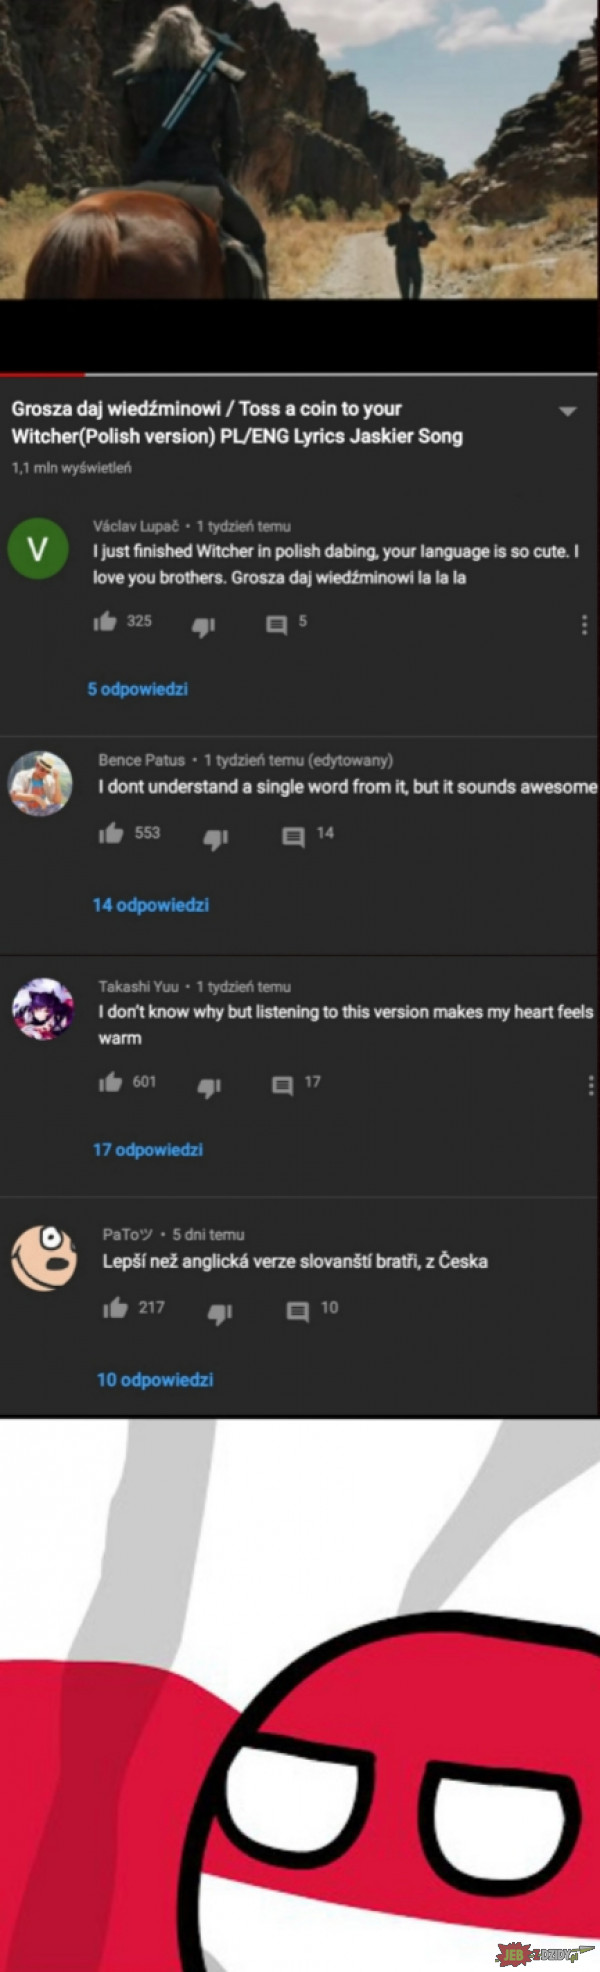 Grosza daj wiedźminowi / Toss a coin to your
Witcher(Polish version) PL/ENG Lyrics Jaskier Song
1,1 mln wyświetleń
V
Václav Lupač • 1 tydzień temu
I just finished Witcher in polish dabing, your language is so cute. I
love you brothers. Grosza daj wiedźminowi la la la
325
5
5 odpowiedzi
Bence Patus • 1 tydzień temu (edytowany)
I dont understand a single word from it, but it sounds awesome
553
14
14 odpowiedzi
Takashi Yuu • 1 tydzień temu
I don't know why but listening to this version makes my heart feels
warm
601
17
17 odpowiedzi
PaToツ • 5 dni temu
Lepší než anglická verze slovanští bratři, z Česka
217
10
10 odpowiedzi
JEB Z DZIDY.pl